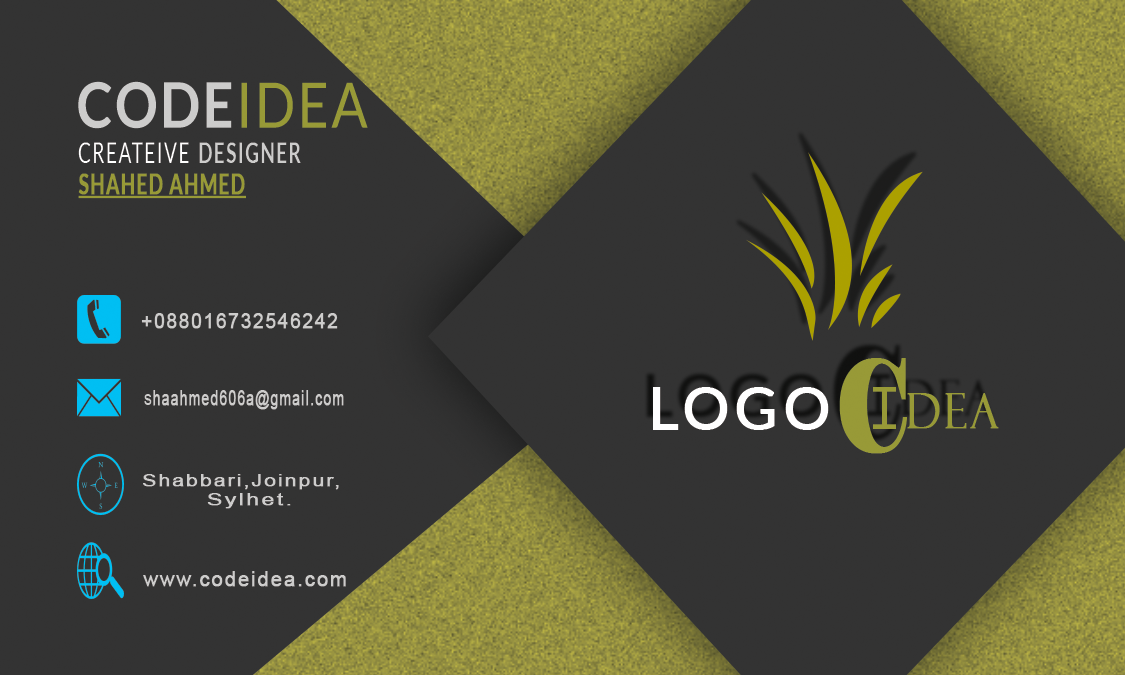 CODEIDEA
CREATEIVE DESIGNER
SHAHED AHMED
+088016732546242
shaahmed606a@gmail.com
N
W E
S
Shabbari,Joinpur,
Sylhet.
www.codeidea.com
LOGO CIDEA